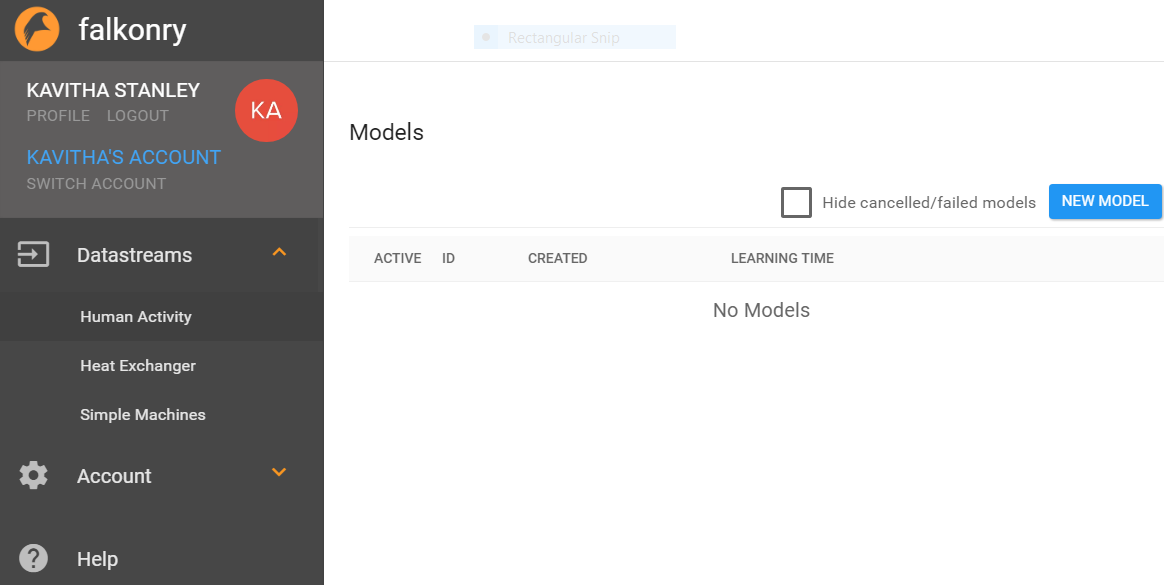 falkonry
Rectangular Snip
KAVITHA STANLEY
PROFILE LOGOUT
KA
KAVITHA'S ACCOUNT
SWITCH ACCOUNT
Models
Hide cancelled/failed models
NEW MODEL
Datastreams
ACTIVE ID CREATED LEARNING TIME
No Models
Human Activity
Heat Exchanger
Simple Machines
Account
Help